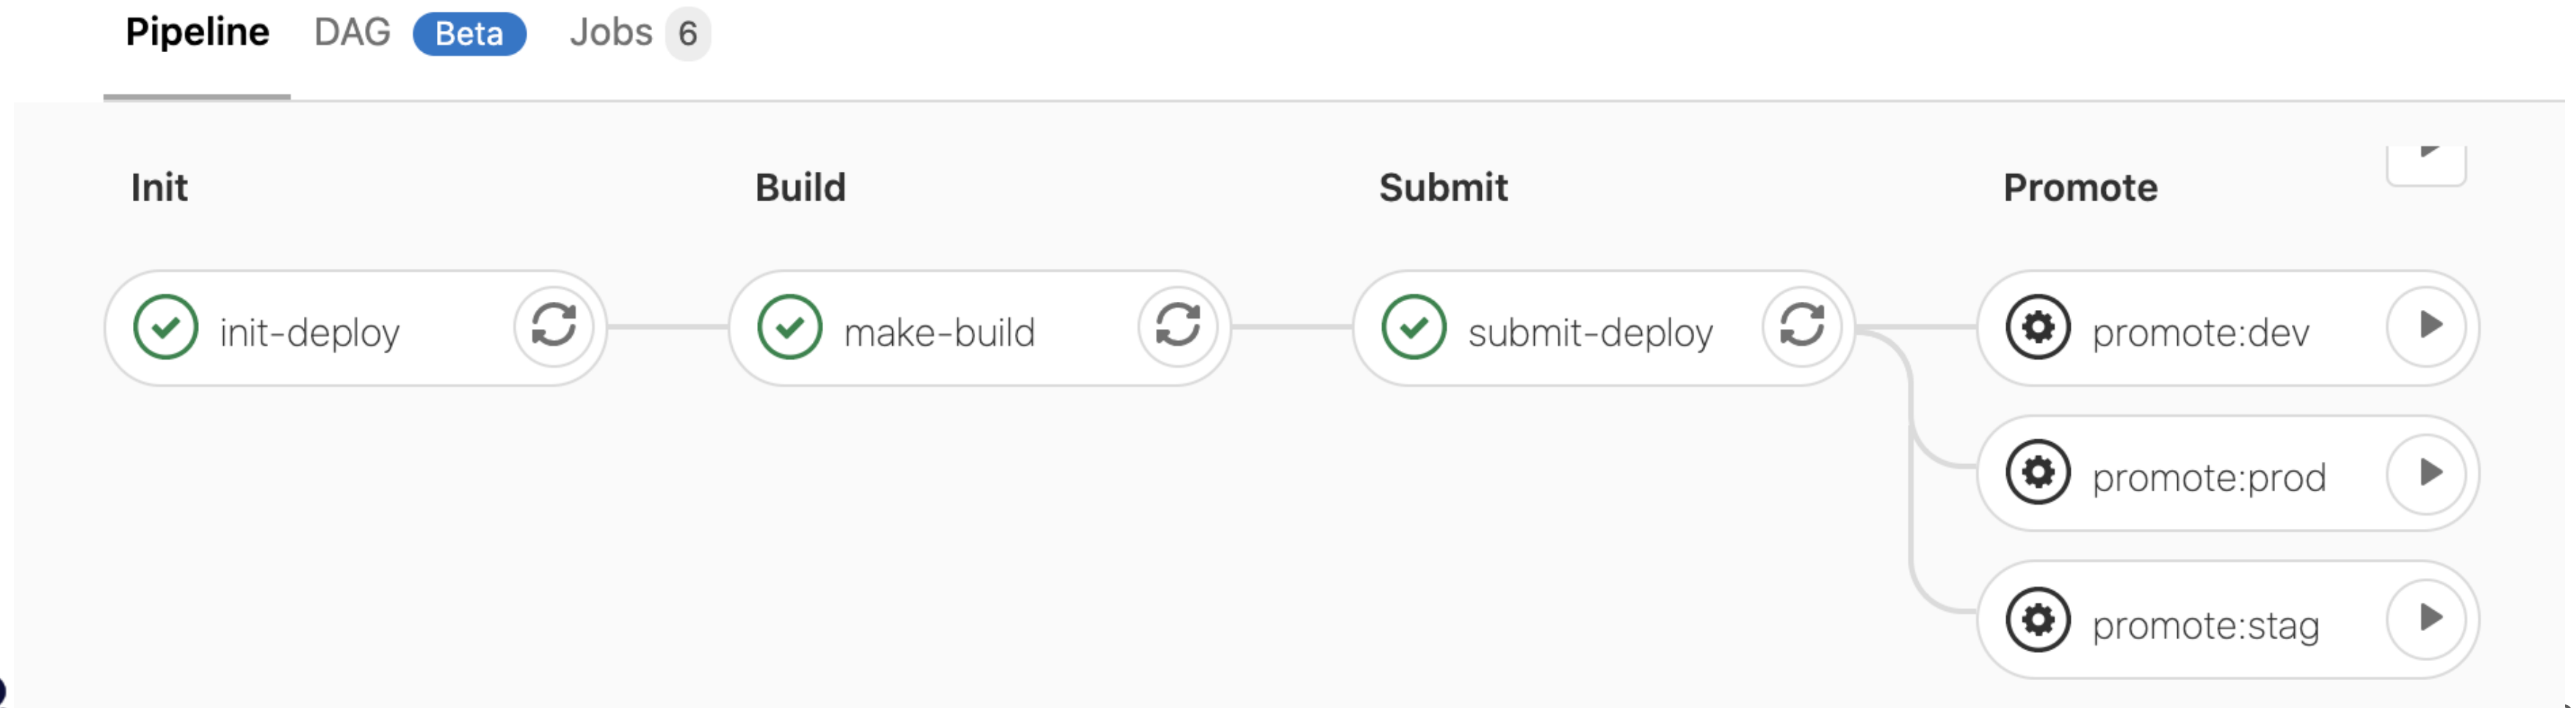 Pipeline DAG Beta Jobs 6
Init Build Submit Promote
init-deploy make-build submit-deploy promote:dev
promote:prod
promote:stag